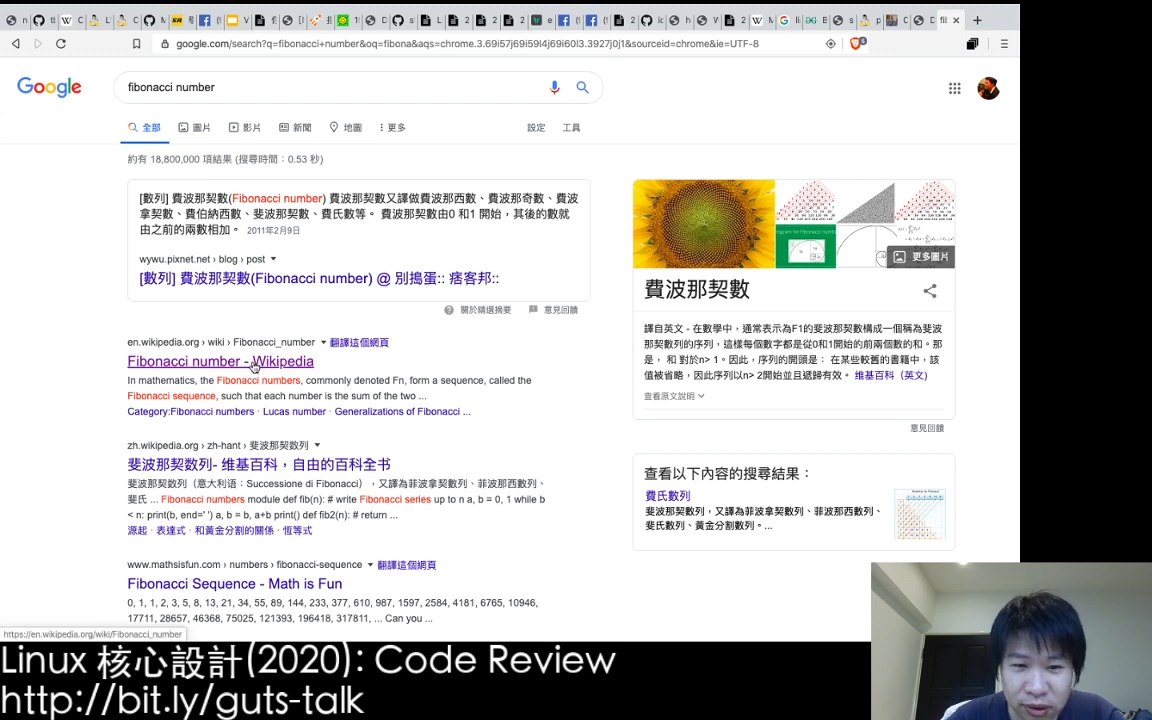 google.com/search?q=fibonacci+number&oq=fibona&aqs=chrome.3.69i57j69i59l4j69i60l3.3927j0j1&sourceid=chrome&ie=UTF-8
Google
fibonacci number
全部
圖片
影片
新聞
地圖
更多
設定
工具
約有 18,800,000 項結果 (搜尋時間：0.53 秒)
[數列] 費波那契數(Fibonacci number) 費波那契數又譯做費波那西數、費波那奇數、費波
拿契數、費伯納西數、斐波那契數、費氏數等。 費波那契數由0 和1 開始，其後的數就
由之前的兩數相加。 2011年2月9日
wywu.pixnet.net › blog › post
[數列] 費波那契數(Fibonacci number) @ 別搗蛋:: 痞客邦::
關於精選摘要
意見回饋
en.wikipedia.org › wiki › Fibonacci_number 翻譯這個網頁
Fibonacci number - Wikipedia
In mathematics, the Fibonacci numbers, commonly denoted Fn, form a sequence, called the
Fibonacci sequence, such that each number is the sum of the two ...
Category:Fibonacci numbers · Lucas number · Generalizations of Fibonacci ...
zh.wikipedia.org › zh-hant › 斐波那契数列
斐波那契数列- 维基百科，自由的百科全书
斐波那契数列（意大利语：Successione di Fibonacci），又譯為菲波拿契數列、菲波那西數列、
斐氏 ... Fibonacci numbers module def fib(n): # write Fibonacci series up to n a, b = 0, 1 while b
< n: print(b, end=' ') a, b = b, a+b print() def fib2(n): # return ...
源起 · 表達式 · 和黃金分割的關係 · 恆等式
www.mathsisfun.com › numbers › fibonacci-sequence 翻譯這個網頁
Fibonacci Sequence - Math is Fun
0, 1, 1, 2, 3, 5, 8, 13, 21, 34, 55, 89, 144, 233, 377, 610, 987, 1597, 2584, 4181, 6765, 10946,
17711, 28657, 46368, 75025, 121393, 196418, 317811, ... Can you ...
更多圖片
費波那契數
譯自英文 - 在數學中，通常表示為F1的斐波那契數構成一個稱為斐波
那契數列的序列，這樣每個數字都是從0和1開始的前兩個數的和。那
是， 和 對於n> 1。因此，序列的開頭是： 在某些較舊的書籍中，該
值被省略，因此序列以n> 2開始並且遞歸有效。 维基百科（英文）
查看原文說明
意見回饋
查看以下內容的搜尋結果：
費氏數列
斐波那契數列，又譯為菲波拿契數列、菲波那西數列、
斐氏數列、黃金分割數列。...
https://en.wikipedia.org/wiki/Fibonacci_number
Linux 核心設計(2020): Code Review
http://bit.ly/guts-talk